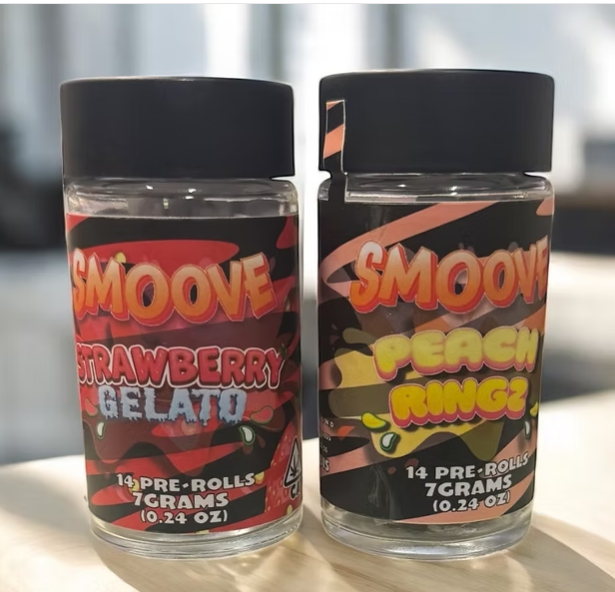 SMOOVE
STRAWBERRY
GELATO
14 PRE-ROLLS
7GRAMS
(0.24 OZ)
SMOOVE
PEACH
RINGZ
14 PRE-ROLLS
7GRAMS
(0.24 OZ)